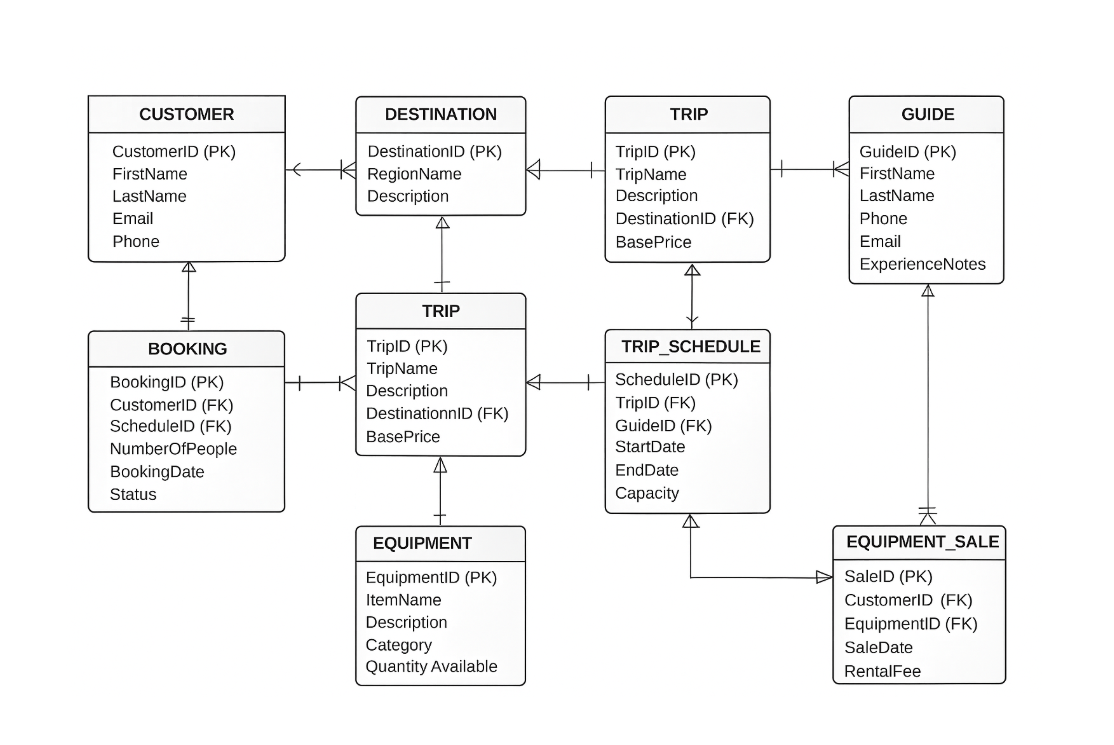 CUSTOMER
CustomerID (PK)
FirstName
LastName
Email
Phone
DESTINATION
DestinationID (PK)
RegionName
Description
TRIP
TripID (PK)
TripName
Description
DestinationID (FK)
BasePrice
GUIDE
GuideID (PK)
FirstName
LastName
Phone
Email
ExperienceNotes
BOOKING
BookingID (PK)
CustomerID (FK)
ScheduleID (FK)
NumberOfPeople
BookingDate
Status
TRIP
TripID (PK)
TripName
Description
DestinationnID (FK)
BasePrice
TRIP_SCHEDULE
ScheduleID (PK)
TripID (FK)
GuideID (FK)
StartDate
EndDate
Capacity
EQUIPMENT
EquipmentID (PK)
ItemName
Description
Category
Quantity Available
EQUIPMENT_SALE
SaleID (PK)
CustomerID (FK)
EquipmentID (FK)
SaleDate
RentalFee